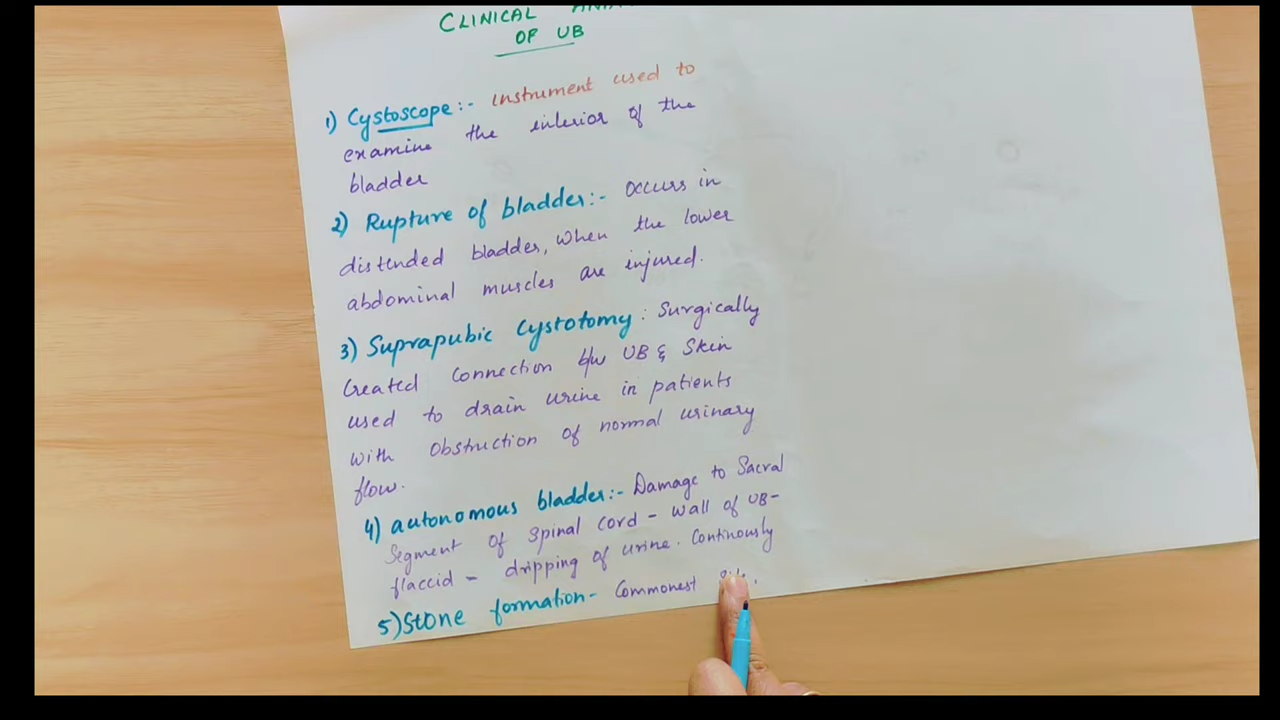 CLINICAL
OF UB
1) Cystoscope:- instrument used to
examine the interior of the
bladder
2) Rupture of bladder:- Occurs in
distended bladder, when the lower
abdominal muscles are injured.
3) Suprapubic Cystotomy: Surgically
Created Connection b/w UB & Skin
used to drain urine in patients
with Obstruction of normal urinary
flow.
4) autonomous bladder:- Damage to Sacral
Segment of Spinal cord - wall of UB-
flaccid - dripping of urine. Continously
5) Stone formation- Commonest